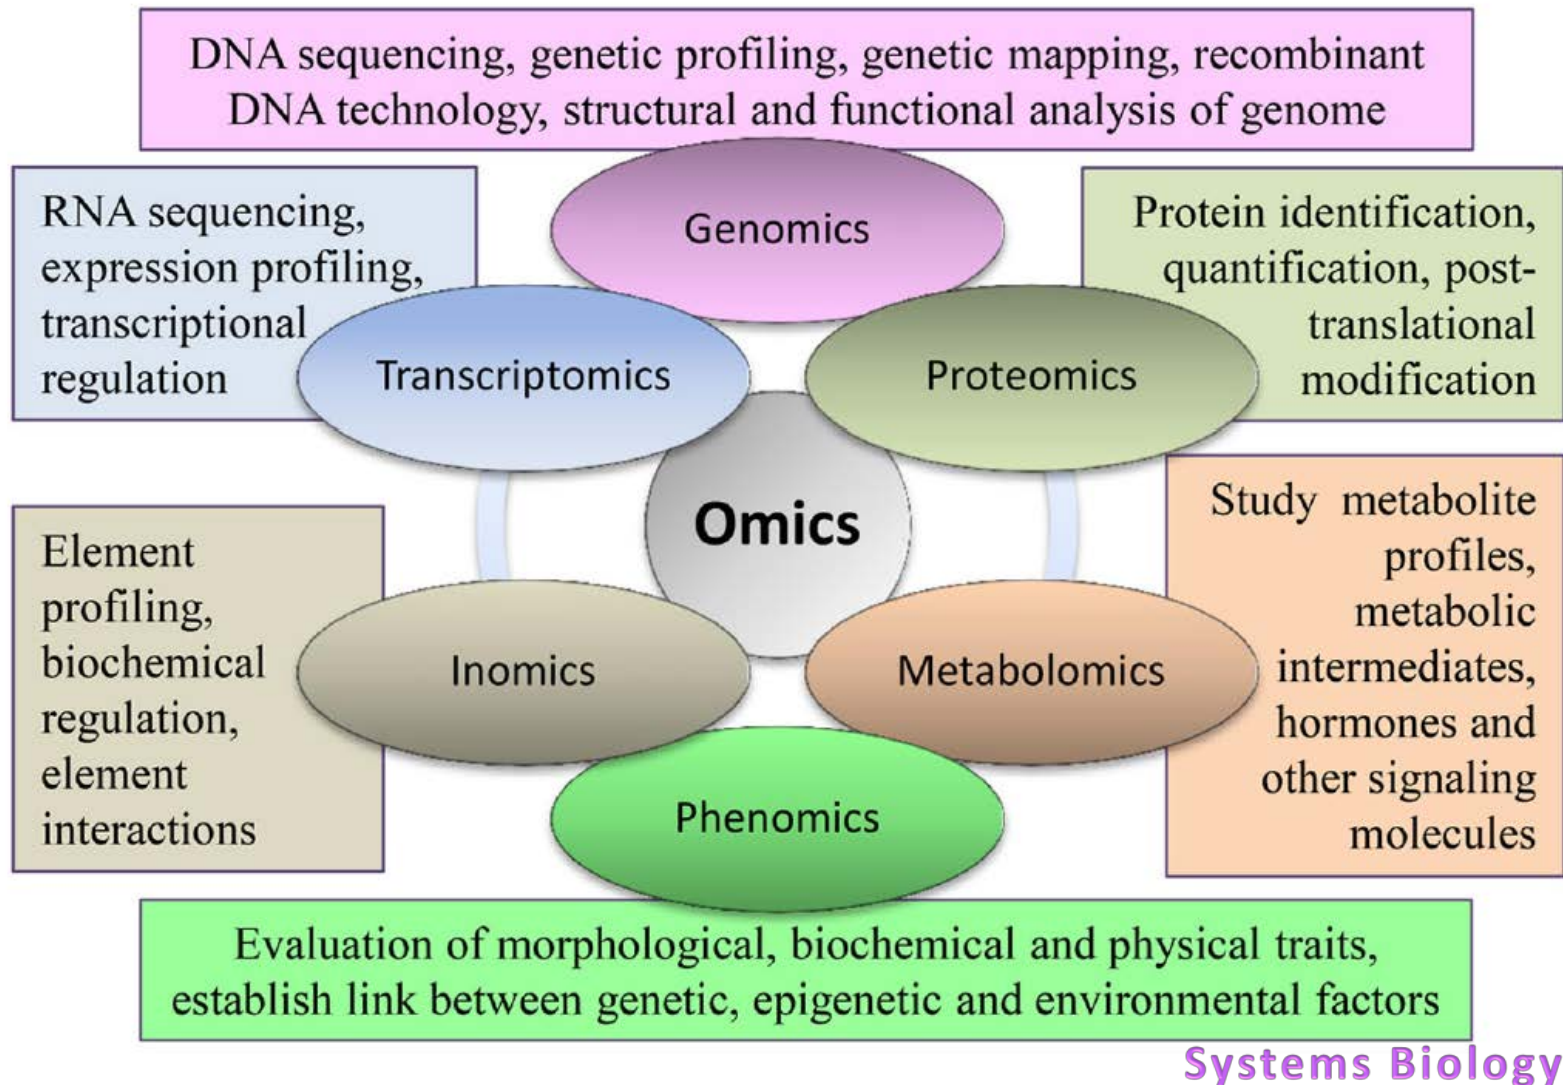 DNA sequencing, genetic profiling, genetic mapping, recombinant
DNA technology, structural and functional analysis of genome
Genomics
RNA sequencing,
expression profiling,
transcriptional
regulation
Transcriptomics
Protein identification,
quantification, post-
translational
modification
Proteomics
Omics
Element
profiling,
biochemical
regulation,
element
interactions
Inomics
Study metabolite
profiles,
metabolic
intermediates,
hormones and
other signaling
molecules
Metabolomics
Phenomics
Evaluation of morphological, biochemical and physical traits,
establish link between genetic, epigenetic and environmental factors
Systems Biology